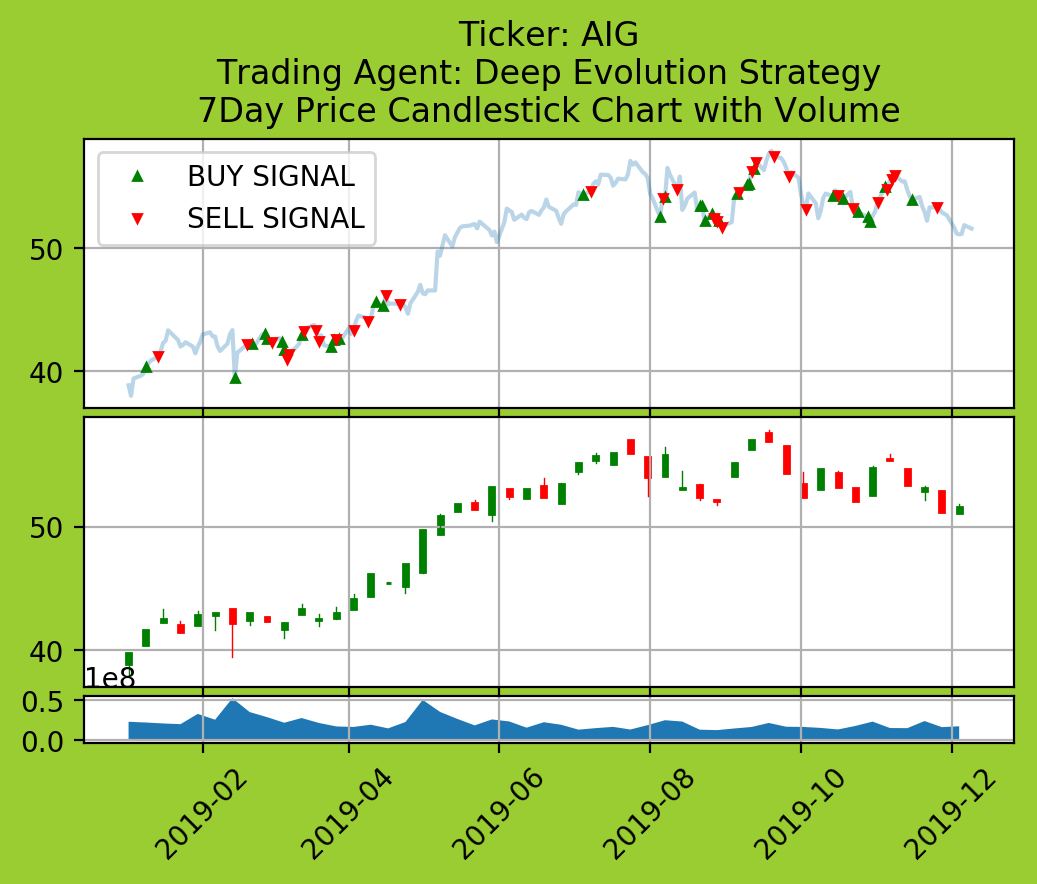 Ticker: AIG
Trading Agent: Deep Evolution Strategy
7Day Price Candlestick Chart with Volume
BUY SIGNAL
SELL SIGNAL
50
40
50
40
1e8
0.5
0.0
2019-02
2019-04
2019-06
2019-08
2019-10
2019-12